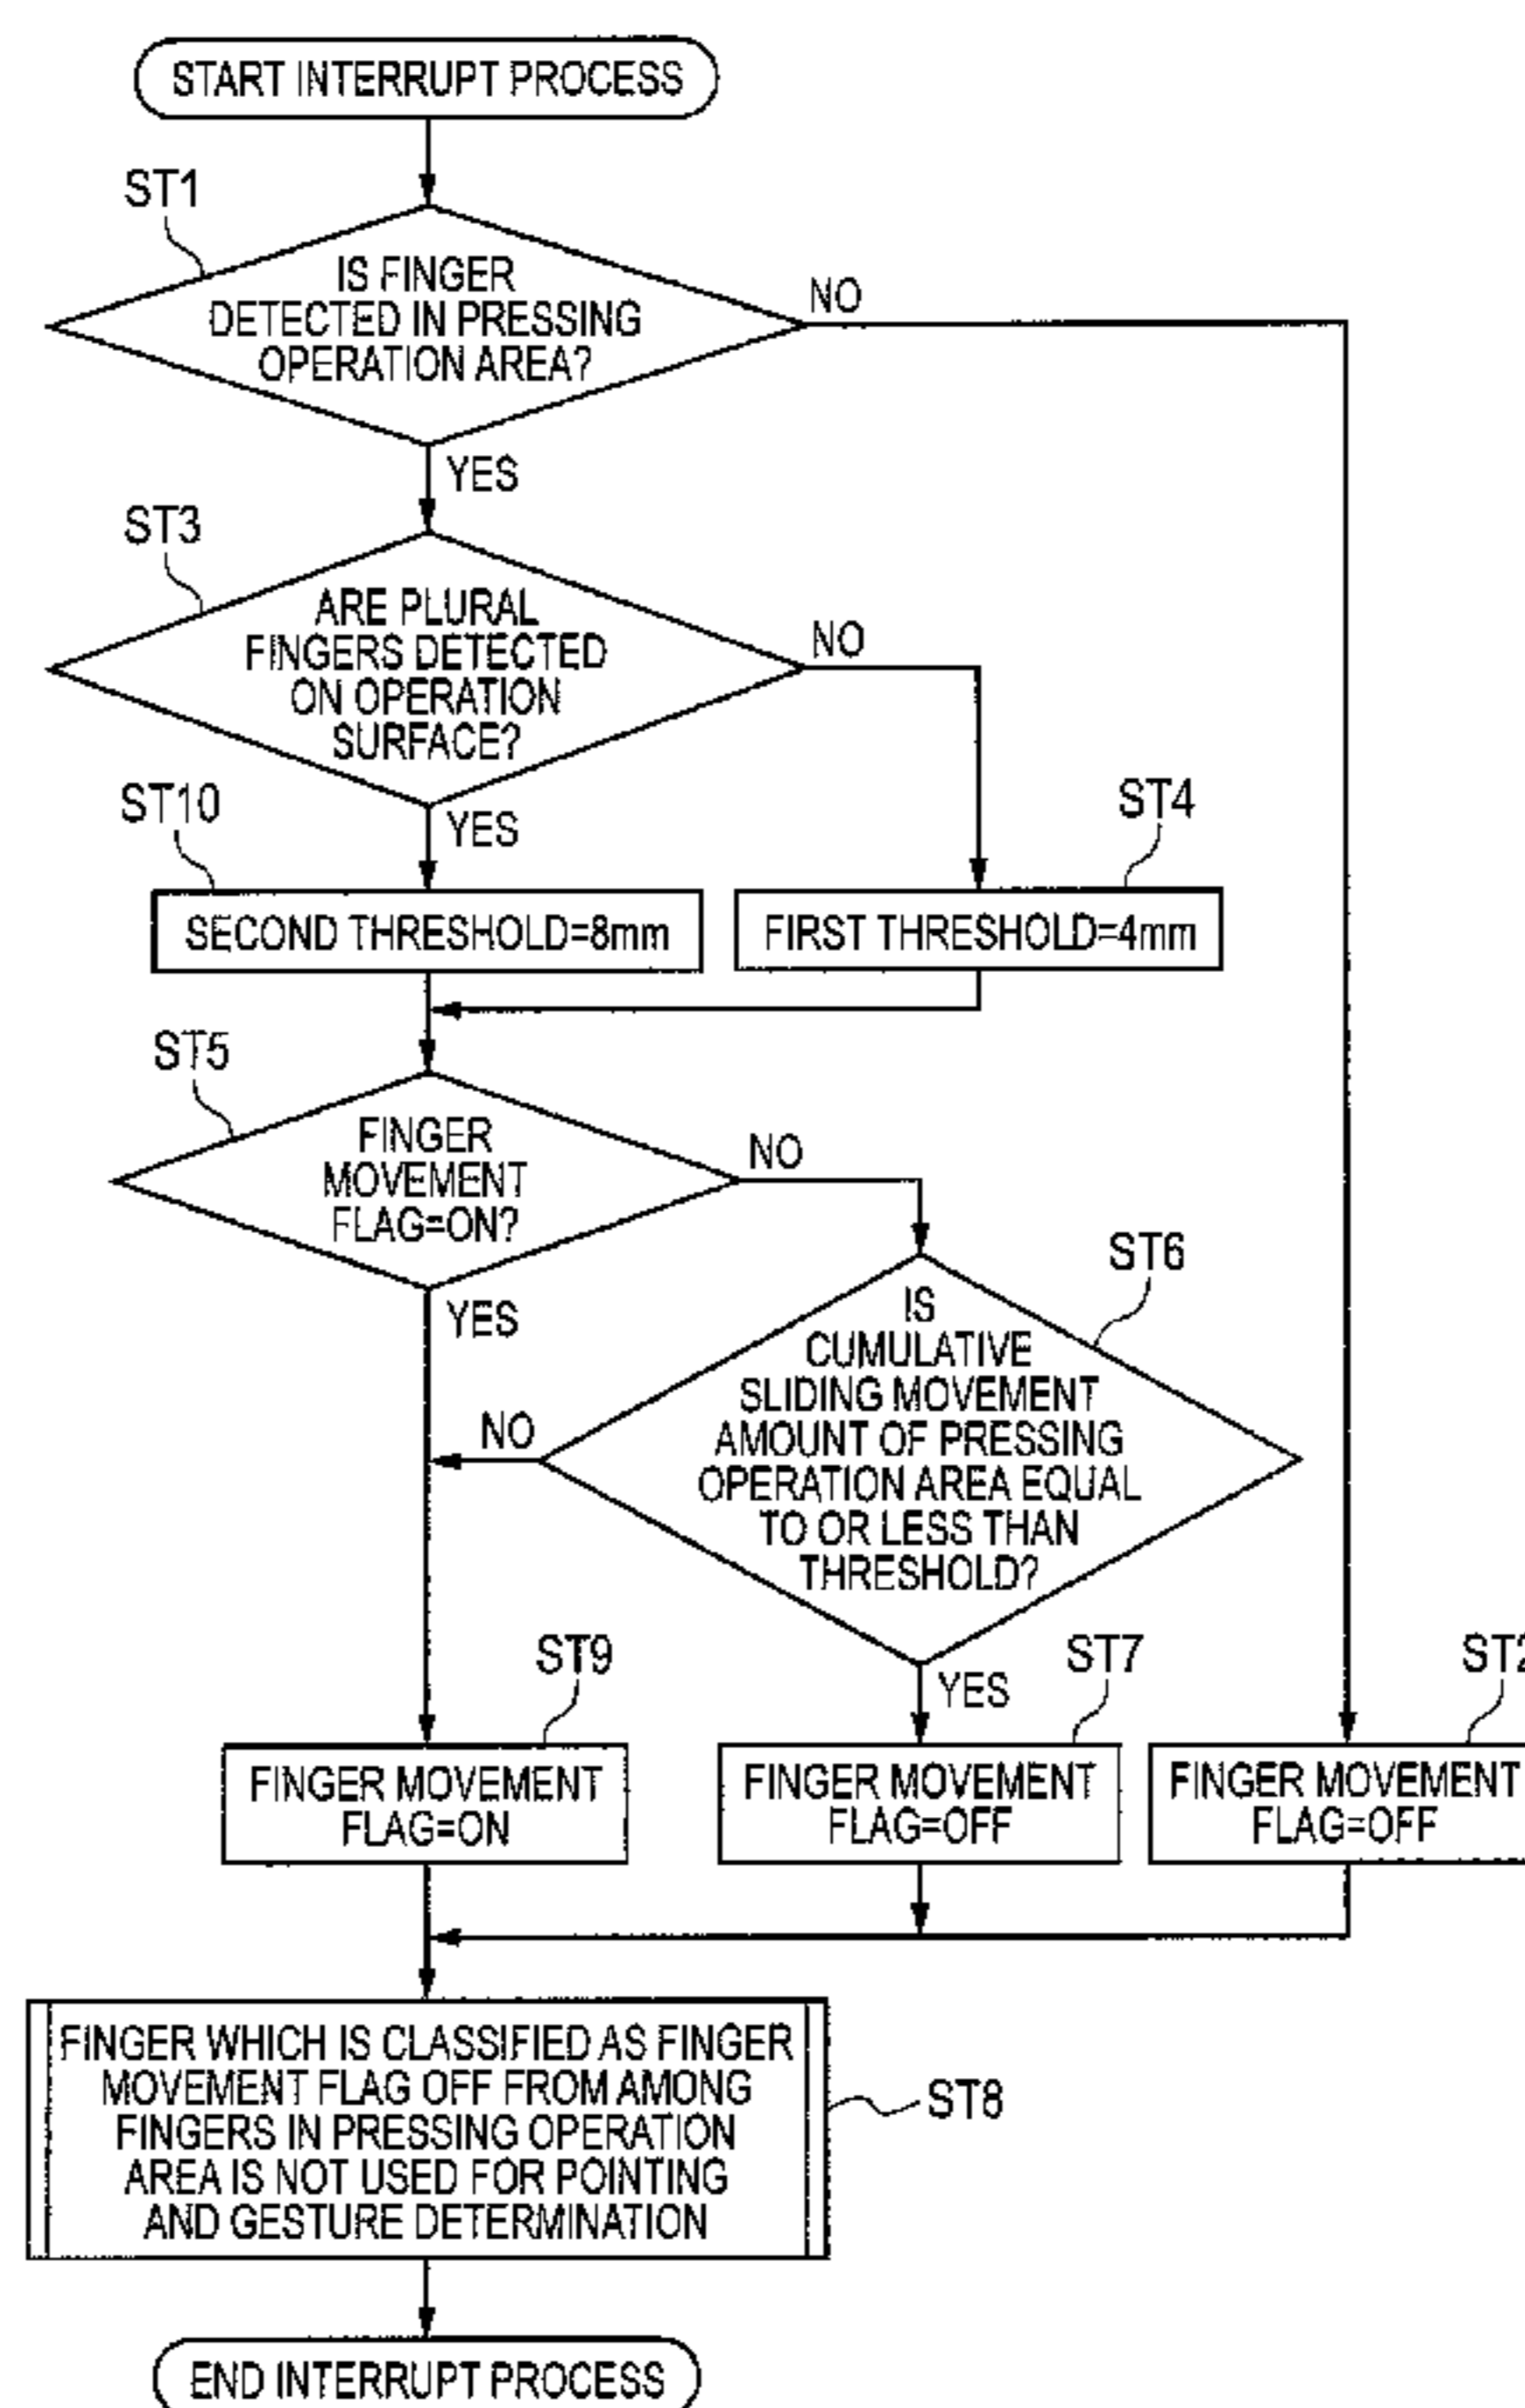 START INTERRUPT PROCESS
ST1
IS FINGER
DETECTED IN PRESSING
OPERATION AREA?
NO
YES
ST3
ARE PLURAL
FINGERS DETECTED
ON OPERATION
SURFACE?
NO
YES
ST10
SECOND THRESHOLD=8mm
ST4
FIRST THRESHOLD=4mm
ST5
FINGER
MOVEMENT
FLAG=ON?
NO
YES
ST6
IS
CUMULATIVE
SLIDING MOVEMENT
AMOUNT OF PRESSING
OPERATION AREA EQUAL
TO OR LESS THAN
THRESHOLD?
NO
YES
ST9
FINGER MOVEMENT
FLAG=ON
ST7
FINGER MOVEMENT
FLAG=OFF
ST2
FINGER MOVEMENT
FLAG=OFF
FINGER WHICH IS CLASSIFIED AS FINGER
MOVEMENT FLAG OFF FROM AMONG
FINGERS IN PRESSING OPERATION
AREA IS NOT USED FOR POINTING
AND GESTURE DETERMINATION
ST8
END INTERRUPT PROCESS